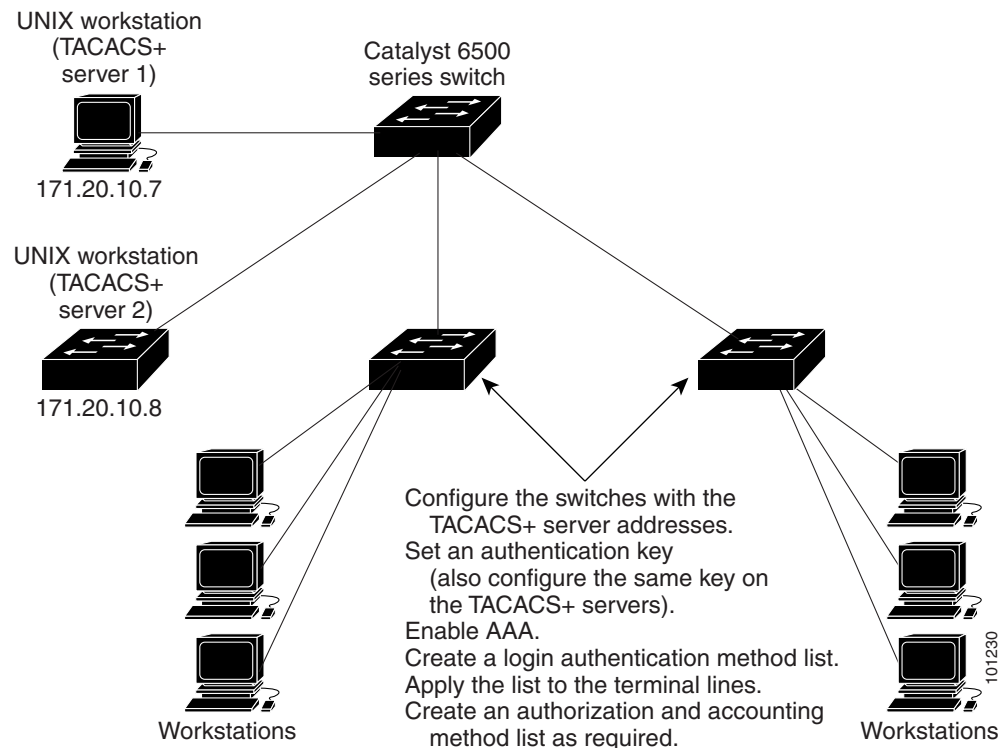 UNIX workstation
(TACACS+
server 1)
Catalyst 6500
series switch
171.20.10.7
UNIX workstation
(TACACS+
server 2)
171.20.10.8
Configure the switches with the
TACACS+ server addresses.
Set an authentication key
(also configure the same key on
the TACACS+ servers).
Enable AAA.
Create a login authentication method list.
Apply the list to the terminal lines.
Create an authorization and accounting
method list as required.
Workstations
Workstations
101230